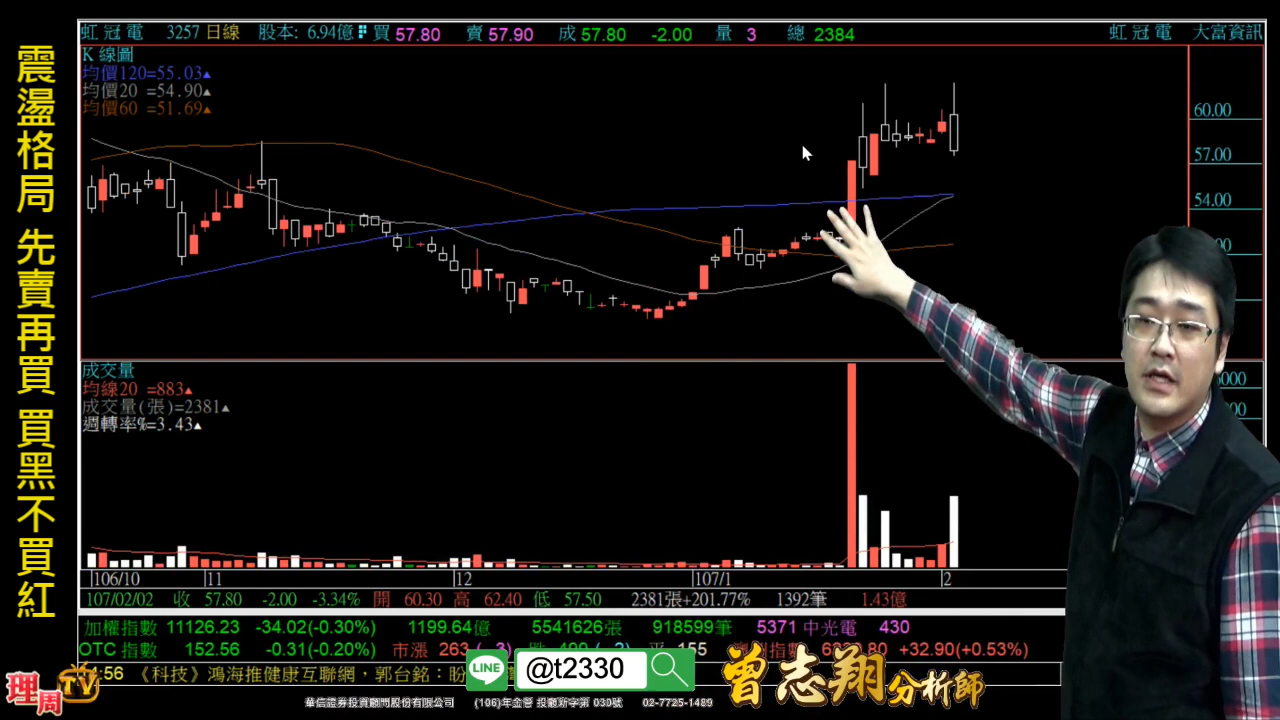 震盪格局 先賣再買 買黑不買紅
虹冠電 3257 日線 股本: 6.94億 買 57.80 賣 57.90 成 57.80 -2.00 量 3 總 2384 虹冠電 大富資訊
K 線圖
均價120=55.03▲
均價20 =54.90▲
均價60 =51.69▲
60.00
57.00
54.00
成交量
均線20 =883▲
成交量(張)=2381▲
週轉率%=3.43▲
106/10 11 12 107/1 2
107/02/02 收 57.80 -2.00 -3.34% 開 60.30 高 62.40 低 57.50 2381張+201.77% 1392筆 1.43億
加權指數 11126.23 -34.02(-0.30%) 1199.64億 5541626張 918599筆 5371 中光電 430
OTC 指數 152.56 -0.31(-0.20%) 市漲 263 平 155 +32.90(+0.53%)
:56 《科技》鴻海推健康互聯網，郭台銘：盼
LINE @t2330
曾志翔分析師
理周TV
華信證券投資顧問股份有限公司 (106)年金管 投顧新字第 030號 02-7725-1489